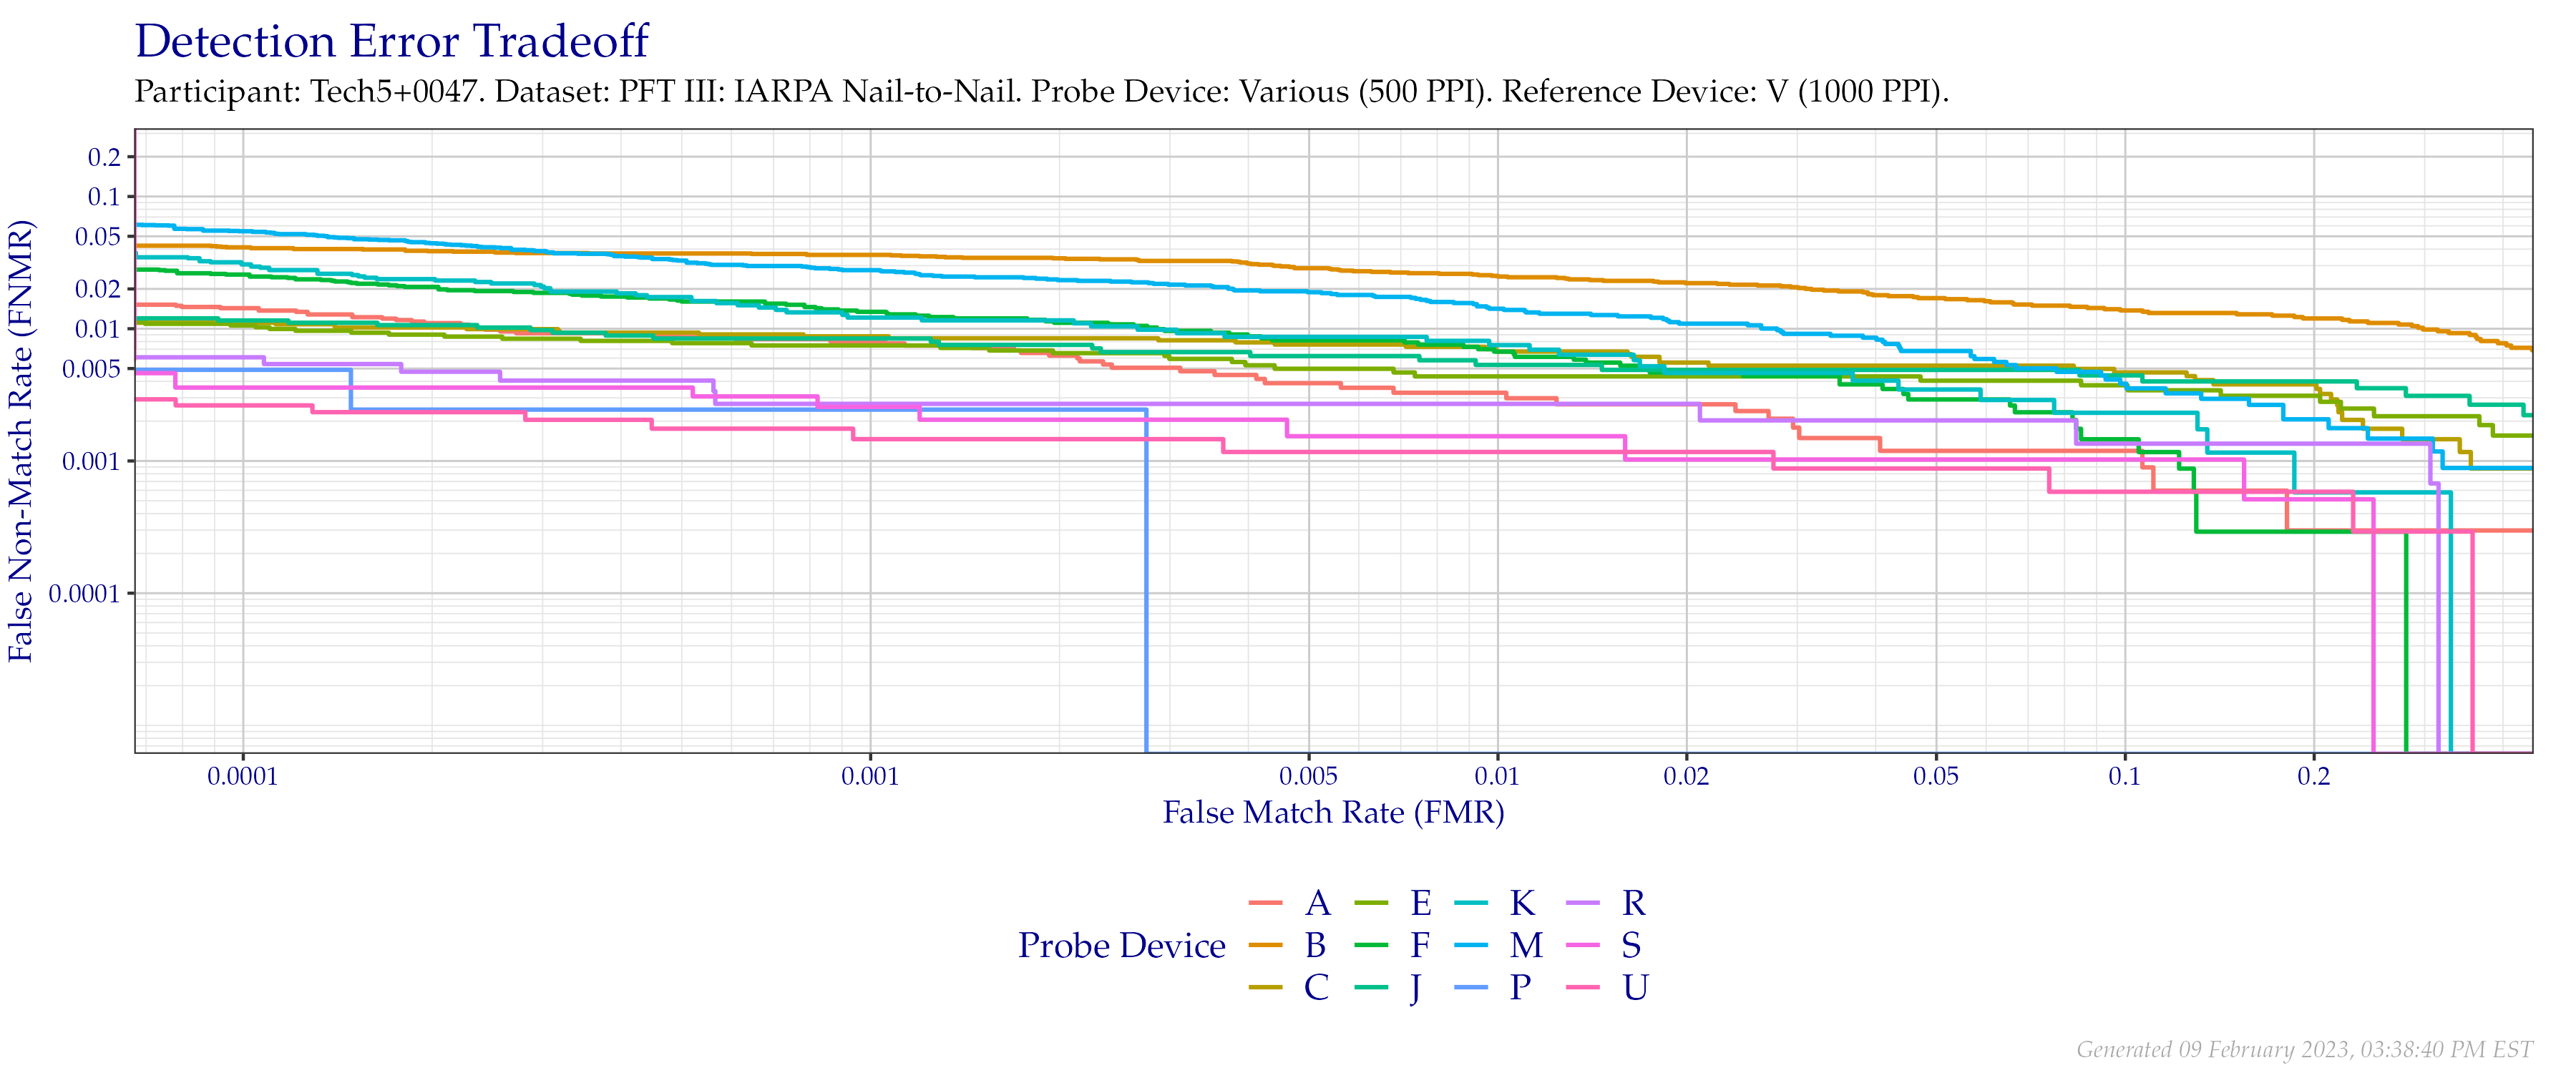 Detection Error Tradeoff
Participant: Tech5+0047. Dataset: PFT III: IARPA Nail-to-Nail. Probe Device: Various (500 PPI). Reference Device: V (1000 PPI).
False Non-Match Rate (FNMR)
0.2
0.1
0.05
0.02
0.01
0.005
0.001
0.0001
0.0001 0.001 0.005 0.01 0.02 0.05 0.1 0.2
False Match Rate (FMR)
A E K R
Probe Device B F M S
C J P U
Generated 09 February 2023, 03:38:40 PM EST